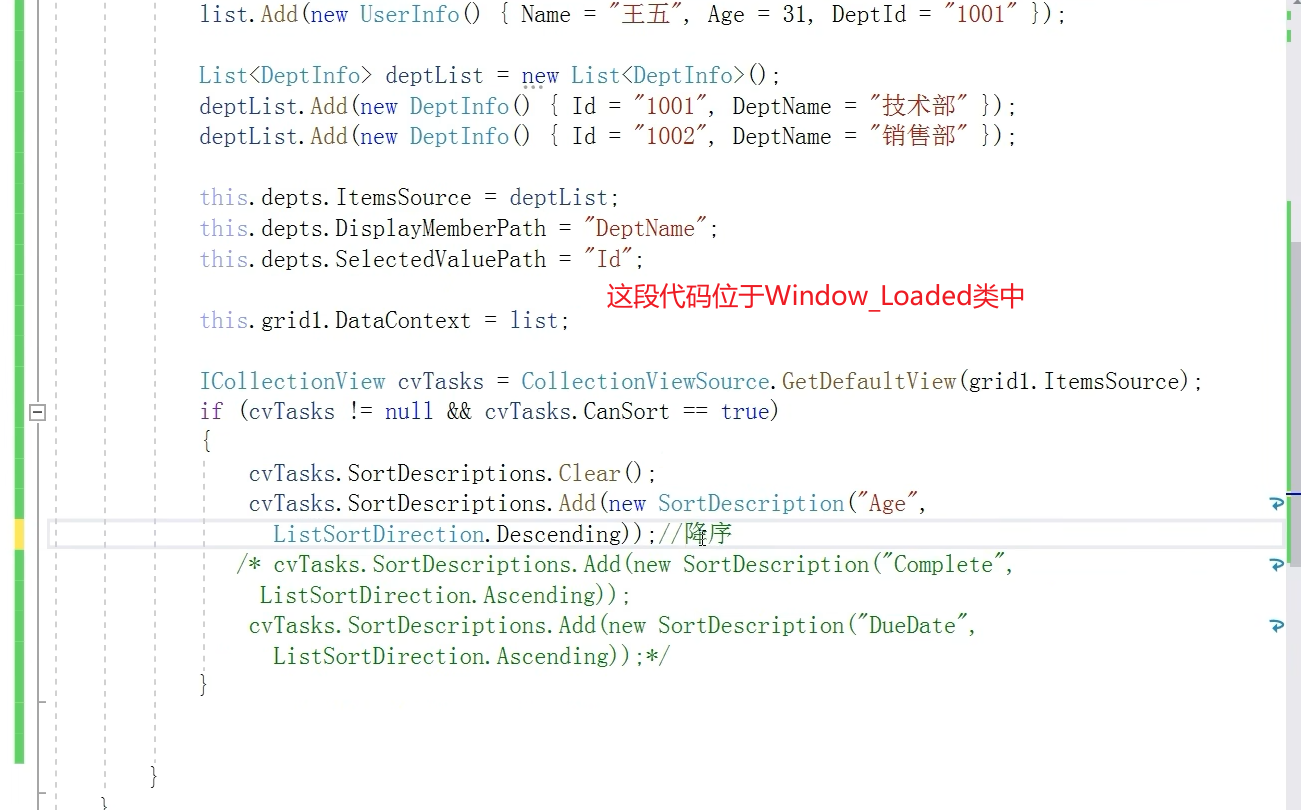 list.Add(new UserInfo() { Name = "王五", Age = 31, DeptId = "1001" });
List<DeptInfo> deptList = new List<DeptInfo>();
deptList.Add(new DeptInfo() { Id = "1001", DeptName = "技术部" });
deptList.Add(new DeptInfo() { Id = "1002", DeptName = "销售部" });
this.depts.ItemsSource = deptList;
this.depts.DisplayMemberPath = "DeptName";
this.depts.SelectedValuePath = "Id";
这段代码位于Window_Loaded类中
this.grid1.DataContext = list;
ICollectionView cvTasks = CollectionViewSource.GetDefaultView(grid1.ItemsSource);
if (cvTasks != null && cvTasks.CanSort == true)
{
cvTasks.SortDescriptions.Clear();
cvTasks.SortDescriptions.Add(new SortDescription("Age",
ListSortDirection.Descending));//降序
/* cvTasks.SortDescriptions.Add(new SortDescription("Complete",
ListSortDirection.Ascending));
cvTasks.SortDescriptions.Add(new SortDescription("DueDate",
ListSortDirection.Ascending));*/
}
}
}